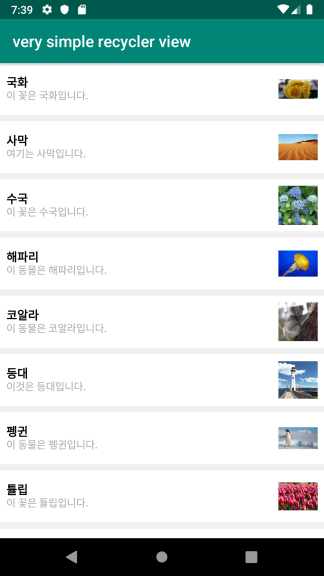 7:39
very simple recycler view
국화
이 꽃은 국화입니다.
사막
여기는 사막입니다.
수국
이 꽃은 수국입니다.
해파리
이 동물은 해파리입니다.
코알라
이 동물은 코알라입니다.
등대
이것은 등대입니다.
펭귄
이 동물은 펭귄입니다.
튤립
이 꽃은 튤립입니다.